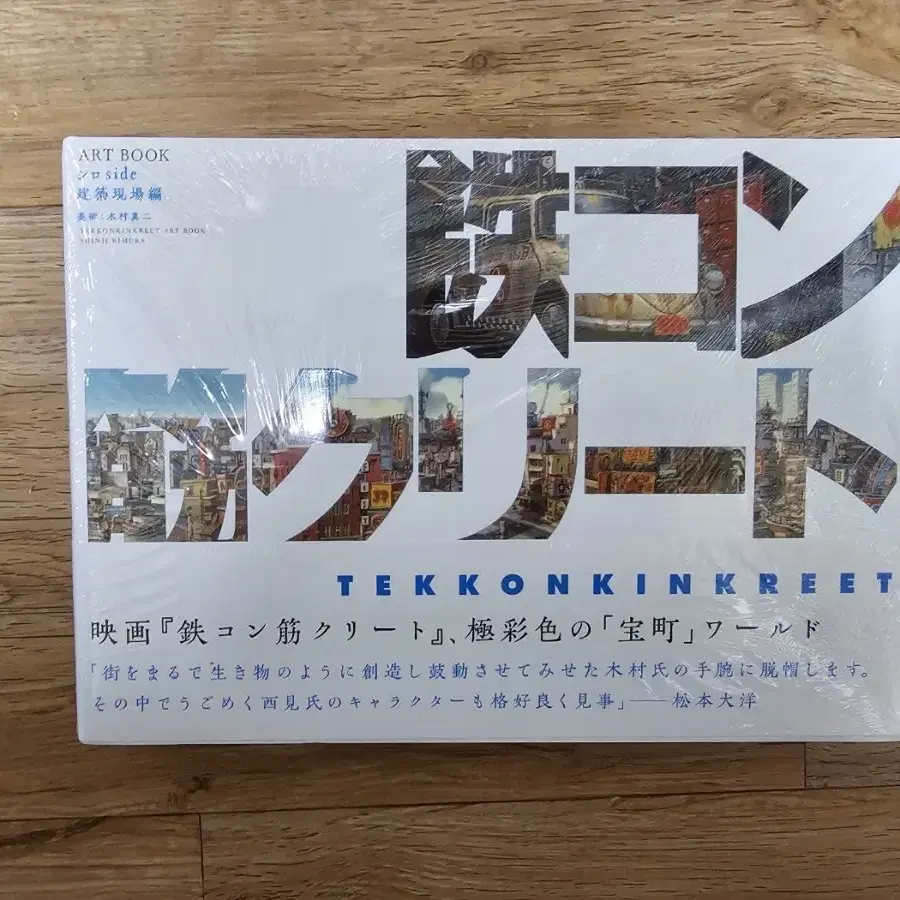 ART BOOK
シロ side
建築現場編
美術：木村真二
TEKKONKINKREET ART BOOK
SHINJI KIMURA
鉄コン
筋クリート
TEKKONKINKREET
映画『鉄コン筋クリート』、極彩色の「宝町」ワールド
「街をまるで生き物のように創造し鼓動させてみせた木村氏の手腕に脱帽します。
その中でうごめく西見氏のキャラクターも格好良く見事」──松本大洋